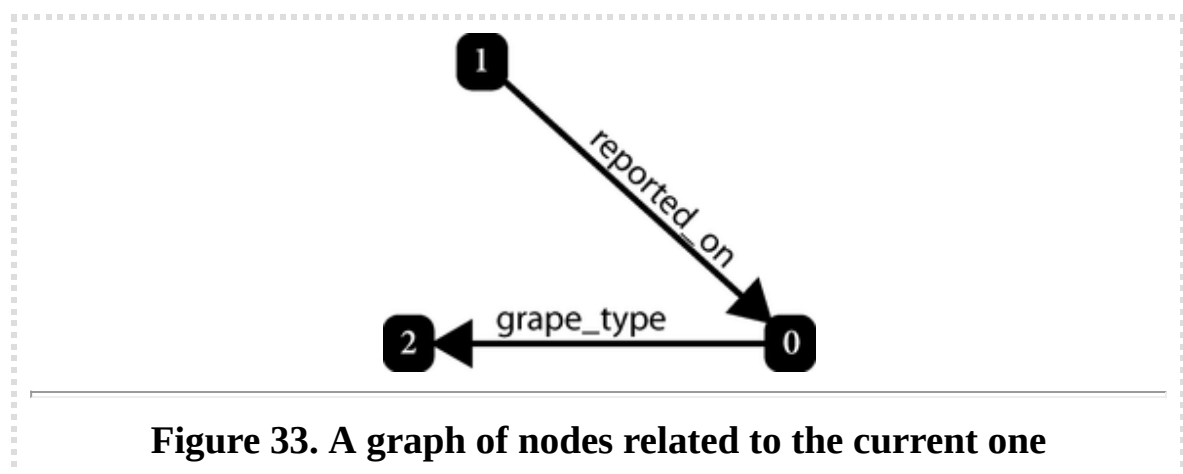 1
reported_on
grape_type
2
0
Figure 33. A graph of nodes related to the current one